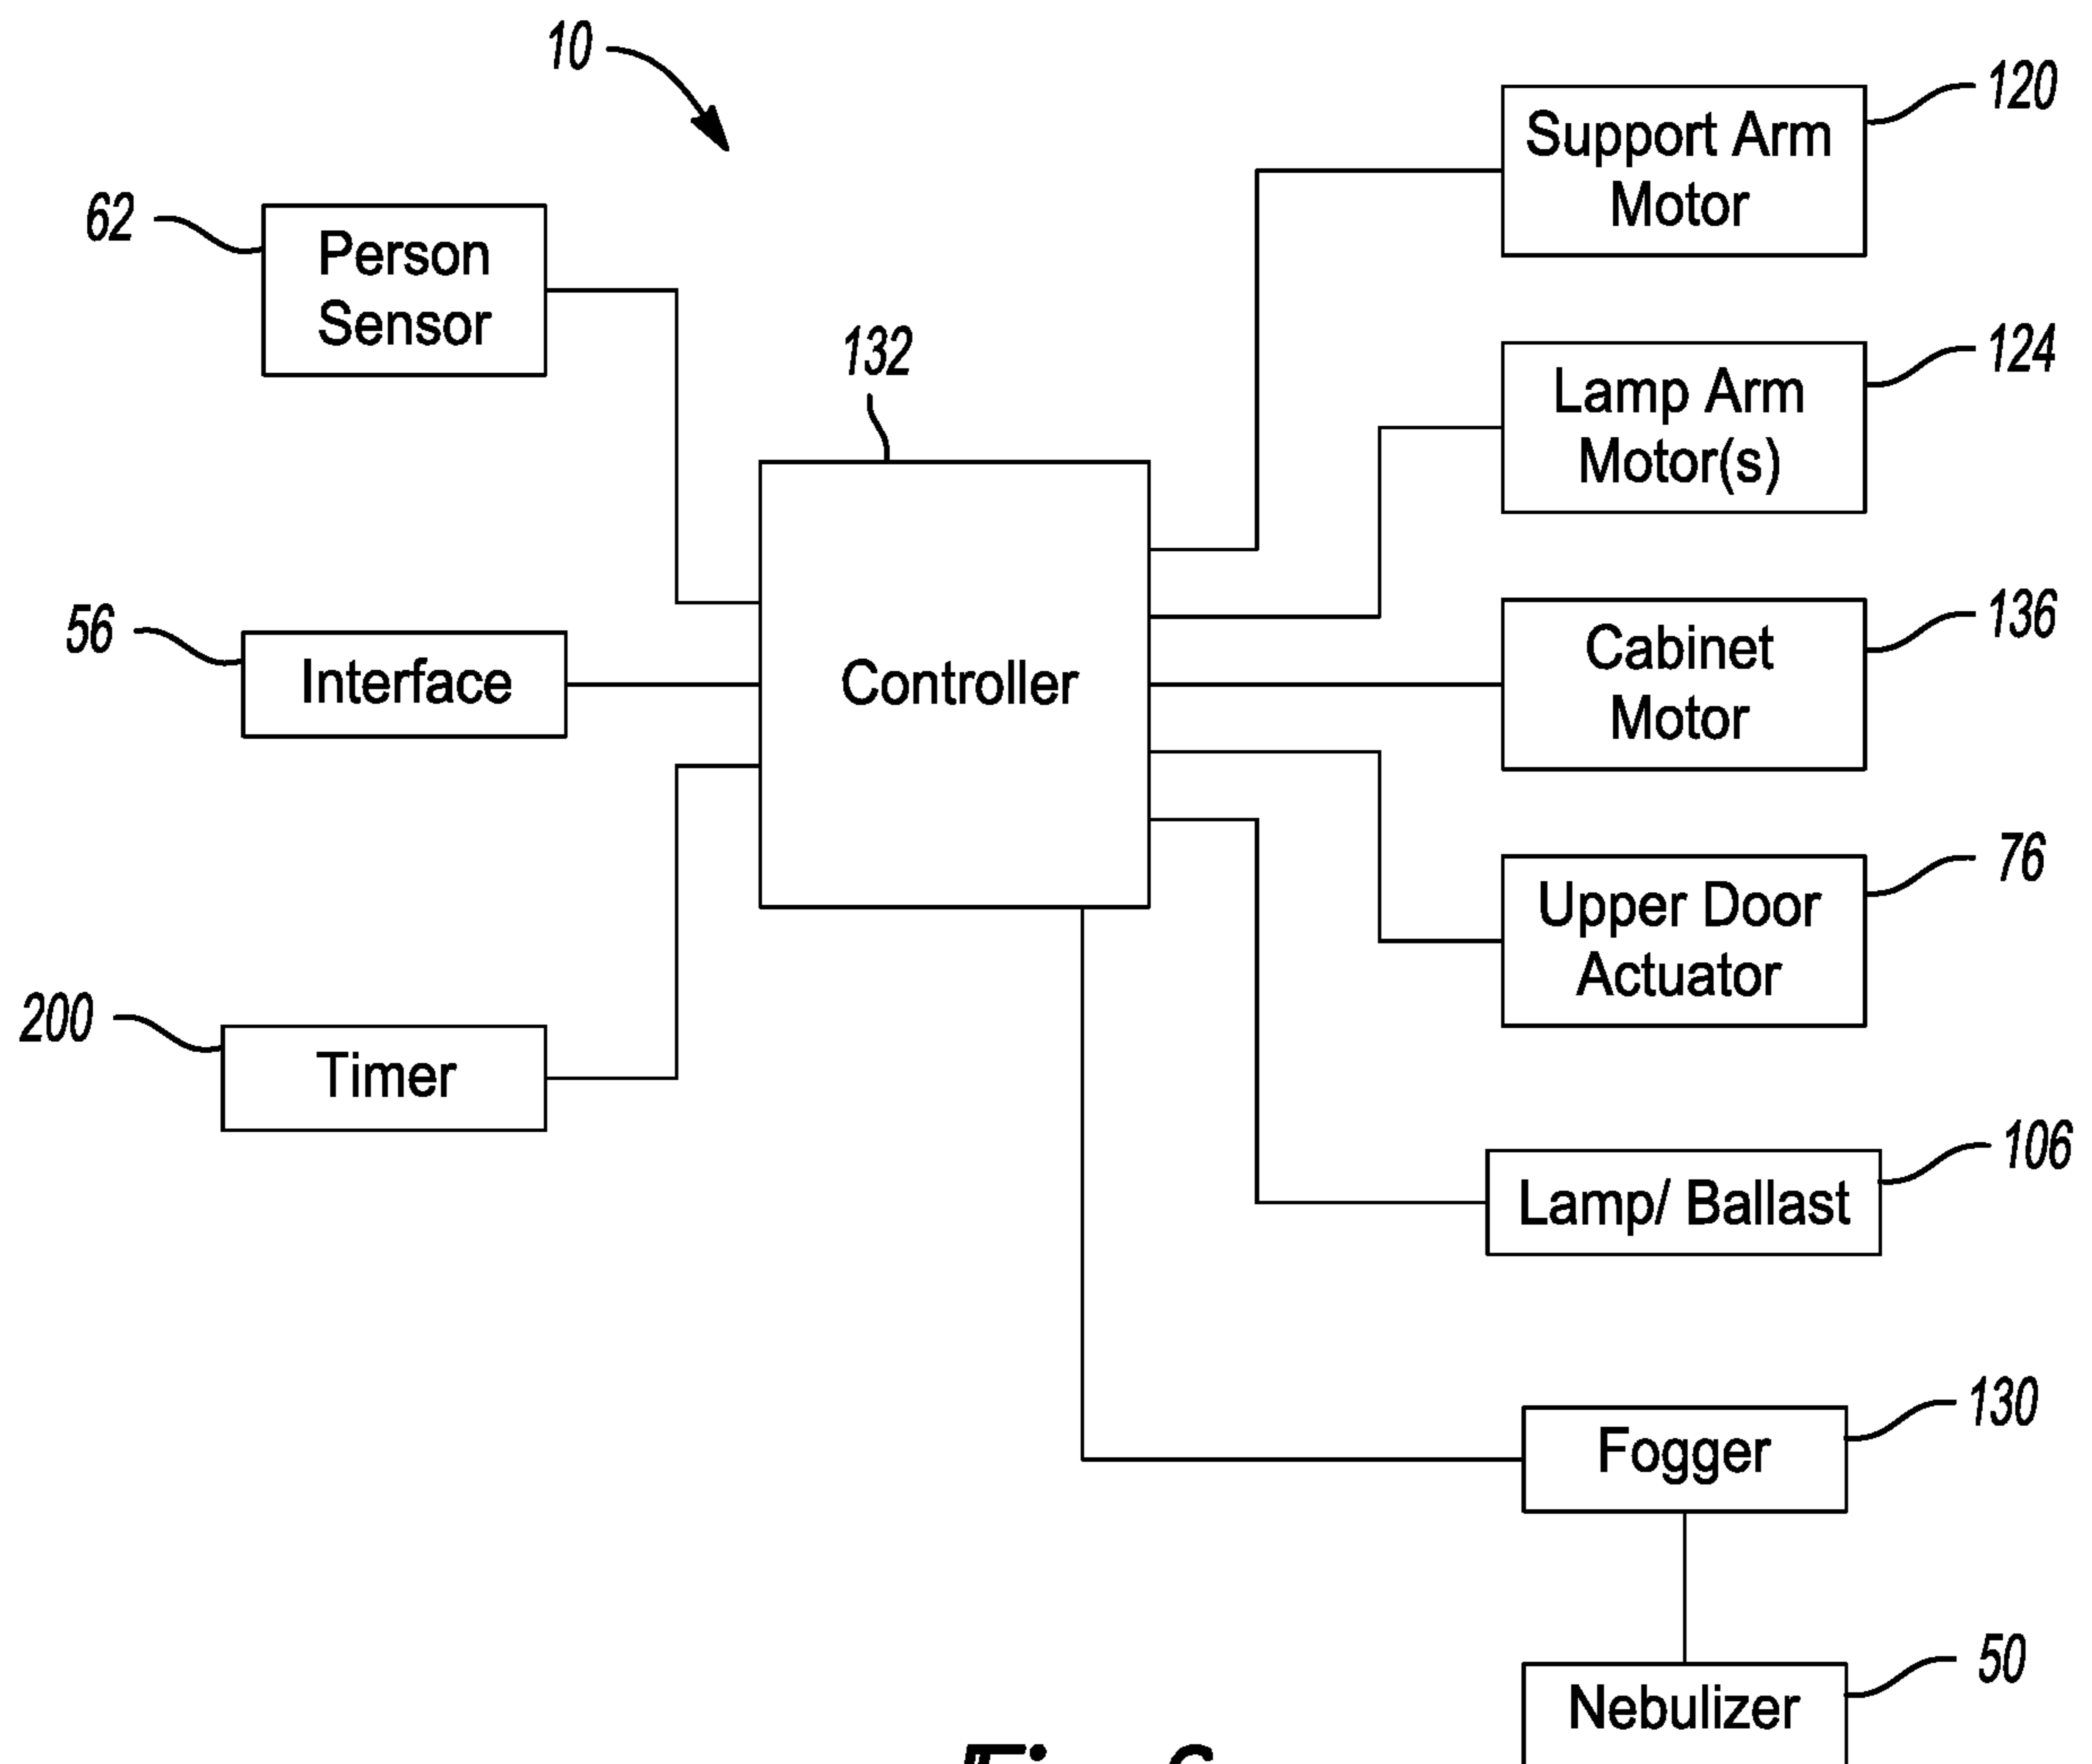 10
120
Support Arm
Motor
62
Person
Sensor
124
Lamp Arm
Motor(s)
132
Controller
136
Cabinet
Motor
56
Interface
76
Upper Door
Actuator
200
Timer
106
Lamp/ Ballast
130
Fogger
50
Nebulizer